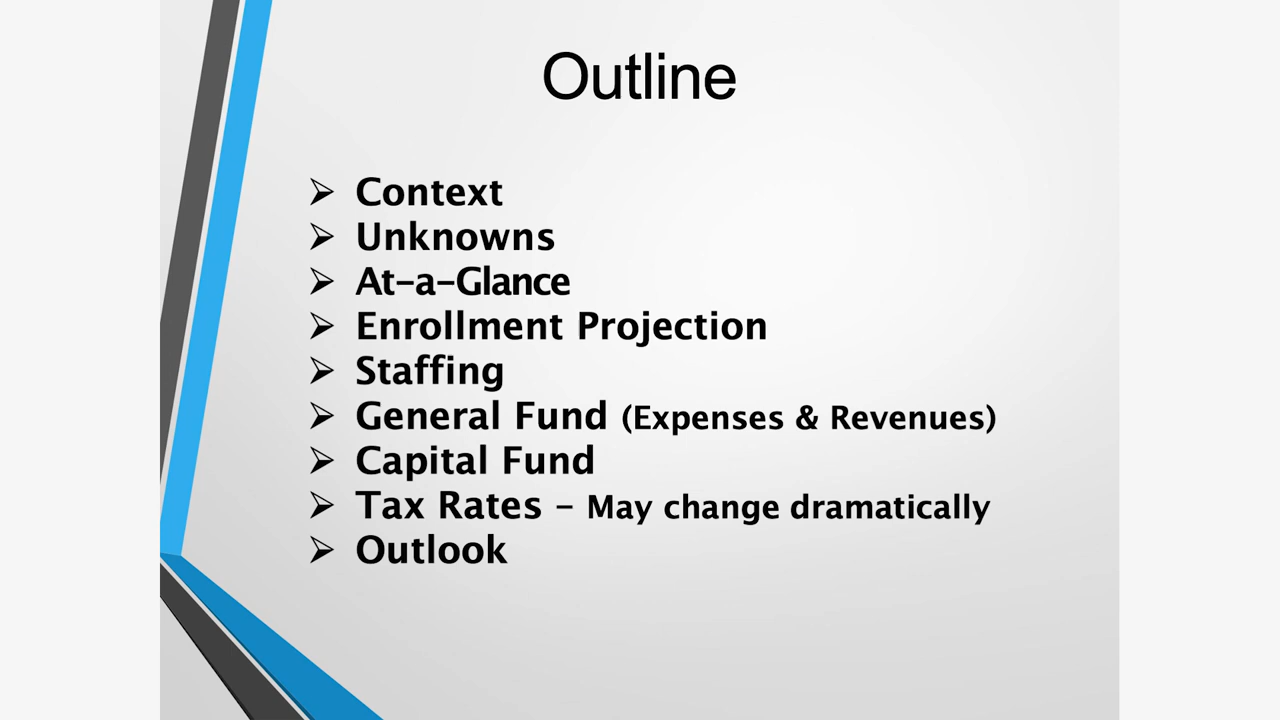 Outline
➢ Context
➢ Unknowns
➢ At-a-Glance
➢ Enrollment Projection
➢ Staffing
➢ General Fund (Expenses & Revenues)
➢ Capital Fund
➢ Tax Rates – May change dramatically
➢ Outlook